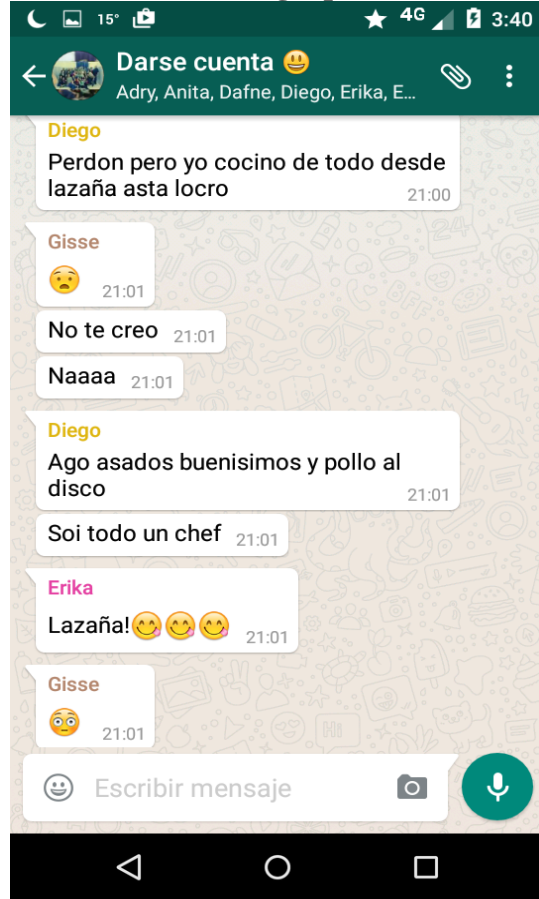 15° 4G 3:40
Darse cuenta 😃
Adry, Anita, Dafne, Diego, Erika, E...
Diego
Perdon pero yo cocino de todo desde
lazaña asta locro
21:00
Gisse
😧
21:01
No te creo 21:01
Naaaa 21:01
Diego
Ago asados buenisimos y pollo al
disco
21:01
Soi todo un chef 21:01
Erika
Lazaña!😋😋😋 21:01
Gisse
😳
21:01
Escribir mensaje